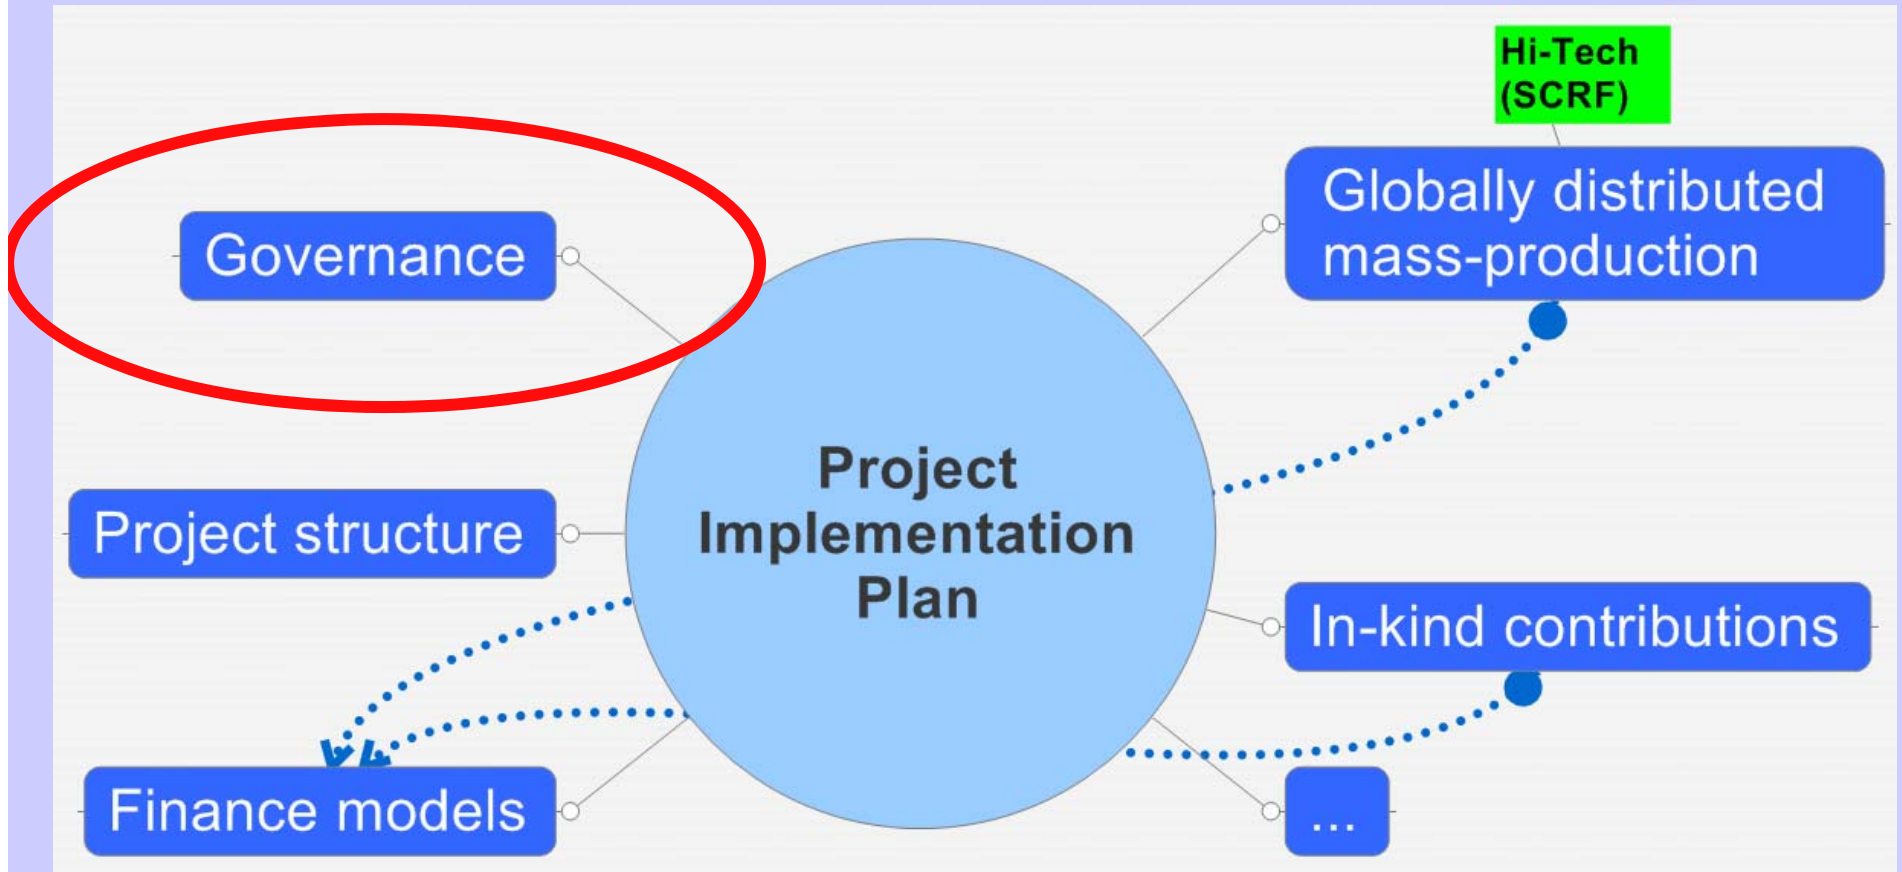 Hi-Tech
(SCRF)
Globally distributed
mass-production
Governance
Project
Implementation
Plan
Project structure
In-kind contributions
Finance models
...